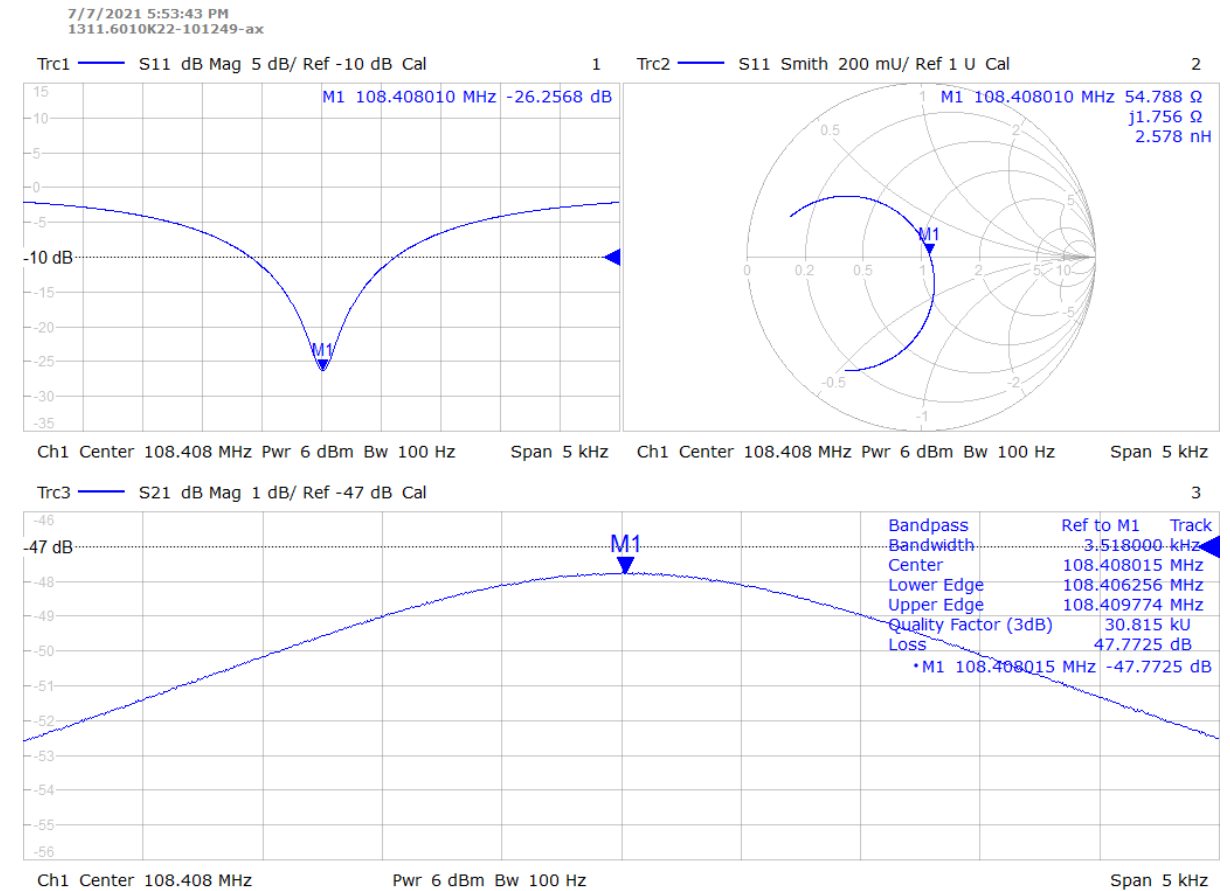 7/7/2021 5:53:43 PM
1311.6010K22-101249-ax
Trc1 S11 dB Mag 5 dB/ Ref -10 dB Cal 1
M1 108.408010 MHz -26.2568 dB
15
-10
-5
-0
-5
-10 dB
-15
-20
M1
-25
-30
-35
Ch1 Center 108.408 MHz Pwr 6 dBm Bw 100 Hz Span 5 kHz
Trc2 S11 Smith 200 mU/ Ref 1 U Cal 2
M1 108.408010 MHz 54.788 Ω
j1.756 Ω
2.578 nH
1
0.5
2
5
M1
0 0.2 0.5 1 2 5 10
-5
-0.5
-2
-1
Ch1 Center 108.408 MHz Pwr 6 dBm Bw 100 Hz Span 5 kHz
Trc3 S21 dB Mag 1 dB/ Ref -47 dB Cal 3
-46
-47 dB
M1
-48
-49
-50
-51
-52
-53
-54
-55
-56
Bandpass Ref to M1 Track
Bandwidth 3.518000 kHz
Center 108.408015 MHz
Lower Edge 108.406256 MHz
Upper Edge 108.409774 MHz
Quality Factor (3dB) 30.815 kU
Loss 47.7725 dB
•M1 108.408015 MHz -47.7725 dB
Ch1 Center 108.408 MHz Pwr 6 dBm Bw 100 Hz Span 5 kHz